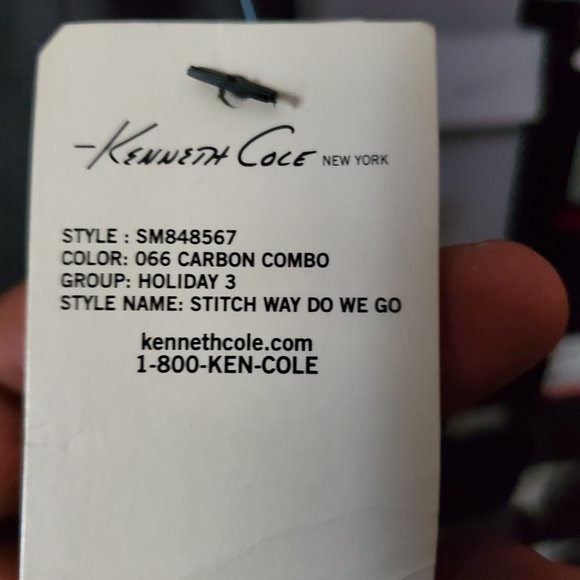 -KENNETH COLE NEW YORK
STYLE : SM848567
COLOR: 066 CARBON COMBO
GROUP: HOLIDAY 3
STYLE NAME: STITCH WAY DO WE GO
kennethcole.com
1-800-KEN-COLE